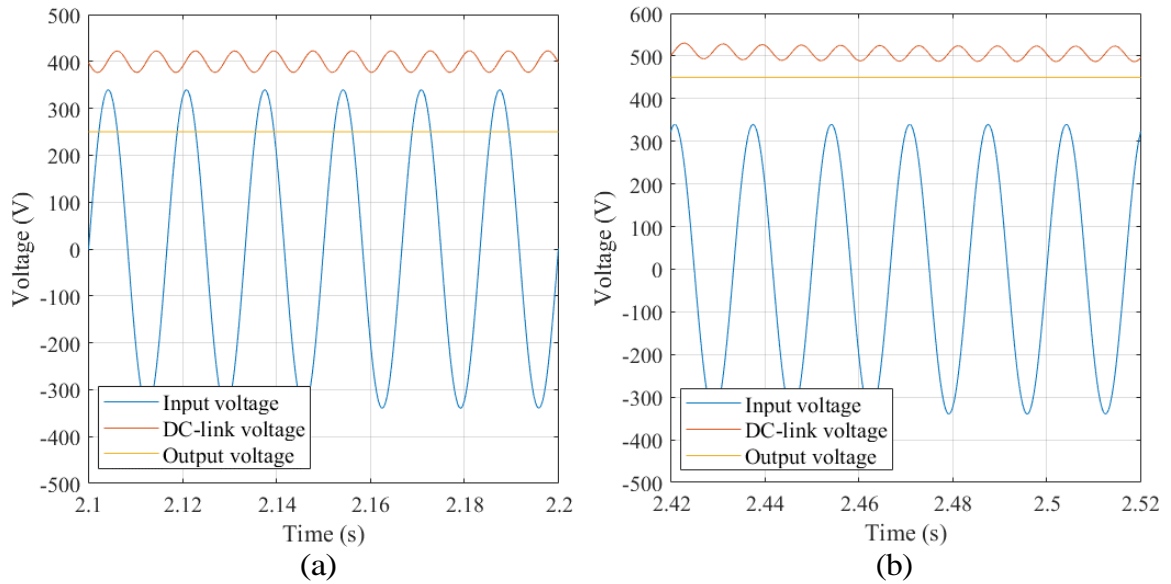 500
400
300
200
100
0
-100
-200
-300
-400
-500
Voltage (V)
Input voltage
DC-link voltage
Output voltage
2.1 2.12 2.14 2.16 2.18 2.2
Time (s)
(a)
600
500
400
300
200
100
0
-100
-200
-300
-400
-500
Voltage (V)
Input voltage
DC-link voltage
Output voltage
2.42 2.44 2.46 2.48 2.5 2.52
Time (s)
(b)